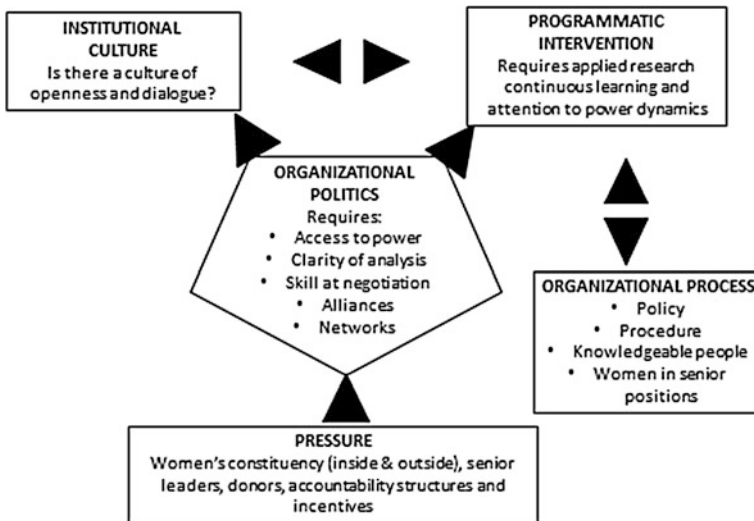 INSTITUTIONAL
CULTURE
Is there a culture of
openness and dialogue?
PROGRAMMATIC
INTERVENTION
Requires applied research
continuous learning and
attention to power dynamics
ORGANIZATIONAL
POLITICS
Requires:
• Access to power
• Clarity of analysis
• Skill at negotiation
• Alliances
• Networks
ORGANIZATIONAL PROCESS
• Policy
• Procedure
• Knowledgeable people
• Women in senior
positions
PRESSURE
Women's constituency (inside & outside), senior
leaders, donors, accountability structures and
incentives